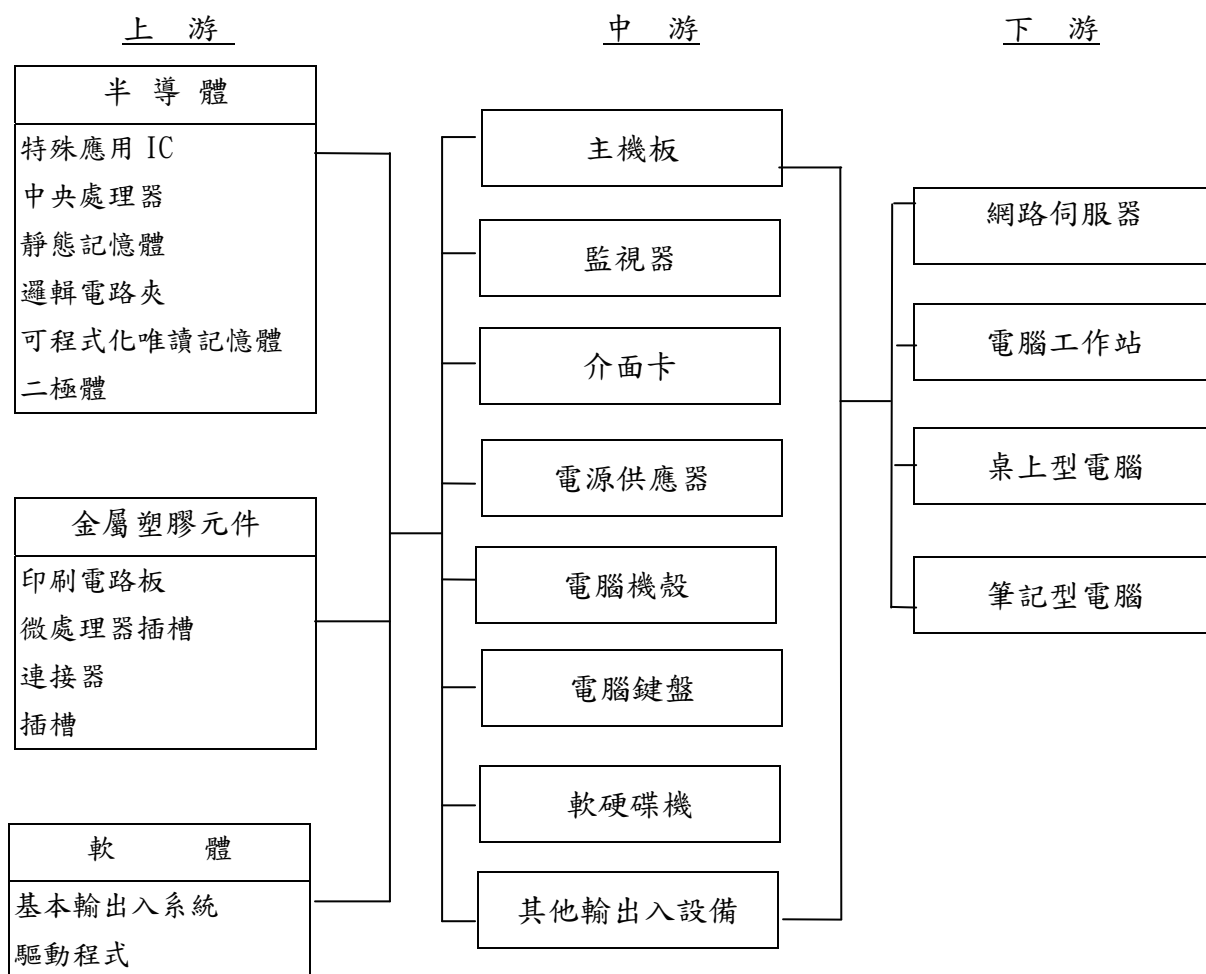 上 游
半 導 體
特殊應用 IC
中央處理器
靜態記憶體
邏輯電路夾
可程式化唯讀記憶體
二極體
金屬塑膠元件
印刷電路板
微處理器插槽
連接器
插槽
軟 體
基本輸出入系統
驅動程式
中 游
主機板
監視器
介面卡
電源供應器
電腦機殼
電腦鍵盤
軟硬碟機
其他輸出入設備
下 游
網路伺服器
電腦工作站
桌上型電腦
筆記型電腦